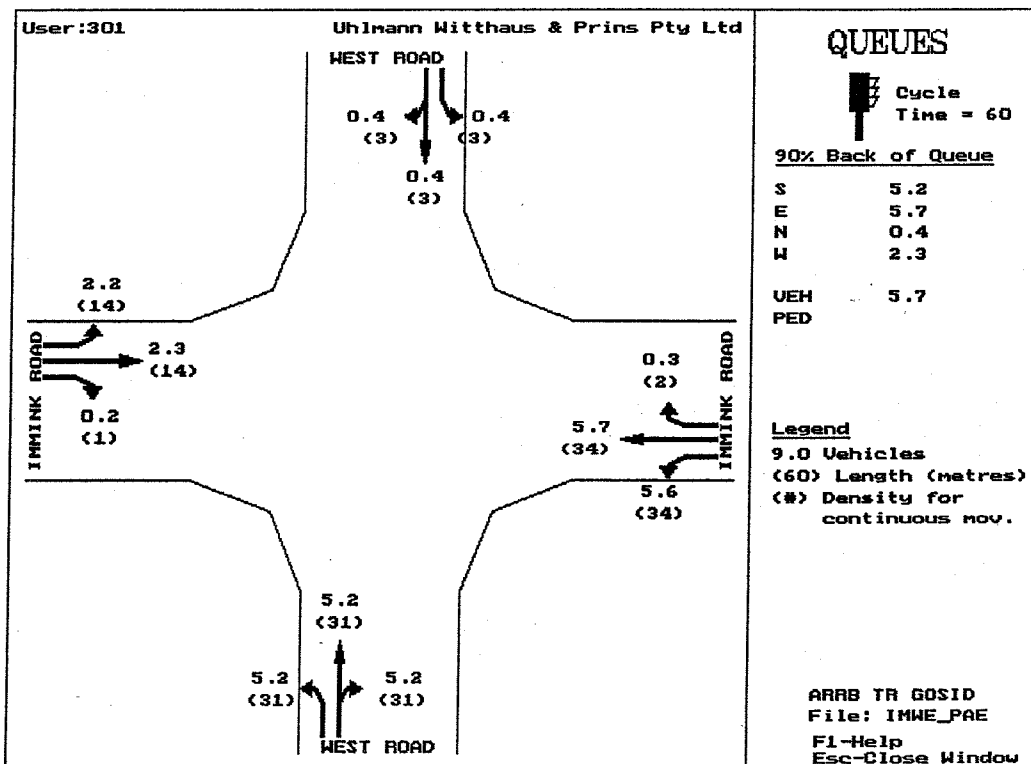 User:301 Uhlmann Witthaus & Prins Pty Ltd
WEST ROAD
0.4 0.4
(3) (3)
0.4
(3)
2.2
(14)
IMMINK ROAD
2.3
(14)
0.2
(1)
0.3
(2)
5.7
(34)
5.6
(34)
IMMINK ROAD
5.2
(31)
5.2 5.2
(31) (31)
WEST ROAD
QUEUES
Cycle
Time = 60
90% Back of Queue
S 5.2
E 5.7
N 0.4
W 2.3
VEH 5.7
PED
Legend
9.0 Vehicles
(60) Length (metres)
(#) Density for
continuous mov.
ARRB TR GOSID
File: IMWE_PAE
F1-Help
Esc-Close Window